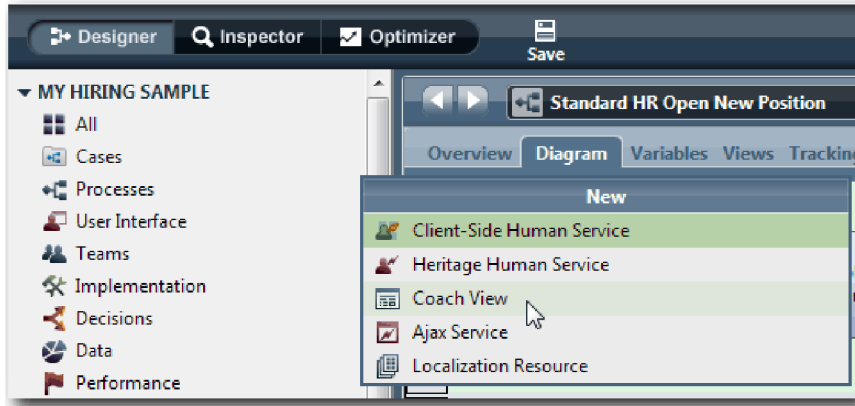 Designer Inspector Optimizer
Save
MY HIRING SAMPLE
All
Cases
Processes
User Interface
Teams
Implementation
Decisions
Data
Performance
Standard HR Open New Position
Overview Diagram Variables Views Tracking
New
Client-Side Human Service
Heritage Human Service
Coach View
Ajax Service
Localization Resource